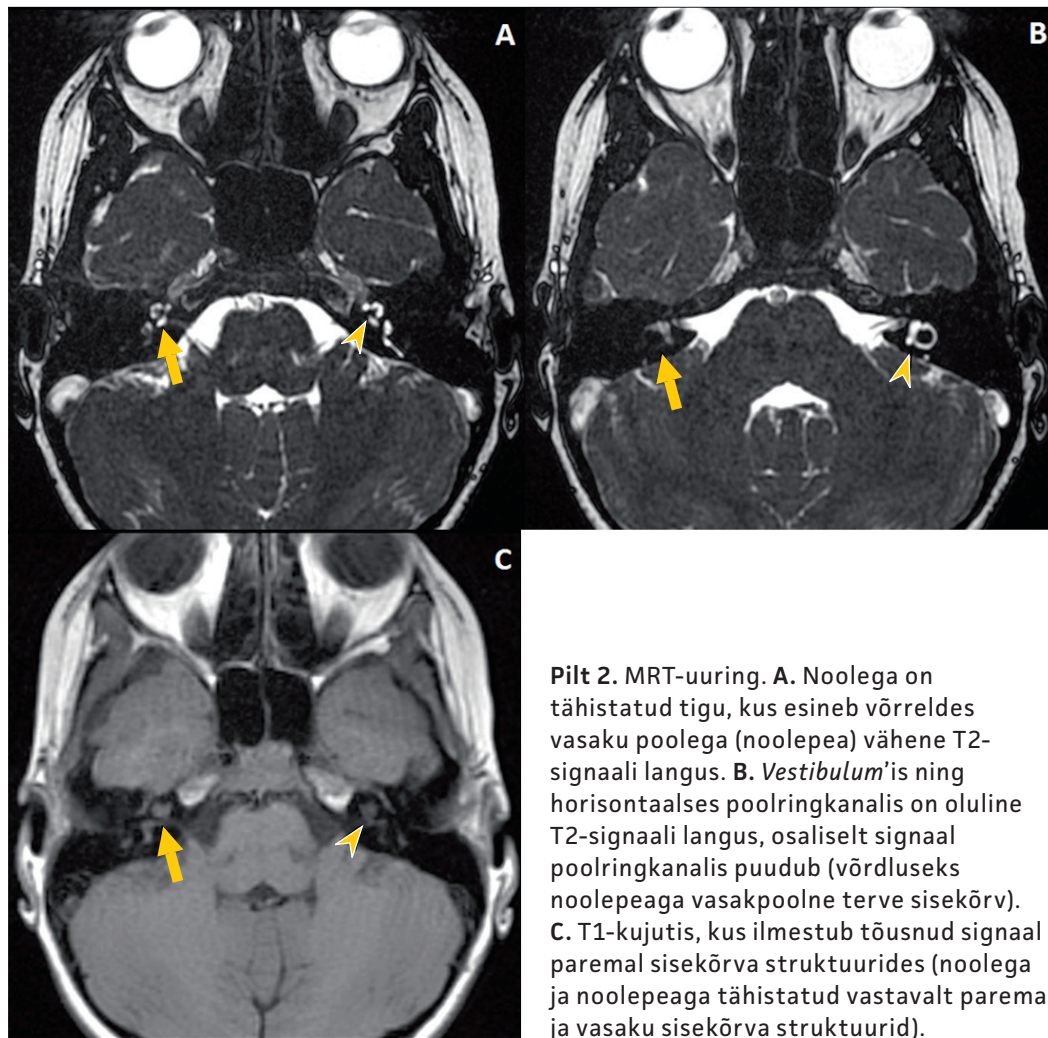 A
B
C
Pilt 2. MRT-uuring. A. Noolega on
tähistatud tigu, kus esineb võrreldes
vasaku poolega (noolepea) vähene T2-
signaali langus. B. Vestibulum'is ning
horisontaalses poolringkanalis on oluline
T2-signaali langus, osaliselt signaal
poolringkanalis puudub (võrdluseks
noolepeaga vasakpoolne terve sisekõrv).
C. T1-kujutis, kus ilmestub tõusnud signaal
paremal sisekõrva struktuurides (noolega
ja noolepeaga tähistatud vastavalt parema
ja vasaku sisekõrva struktuurid).